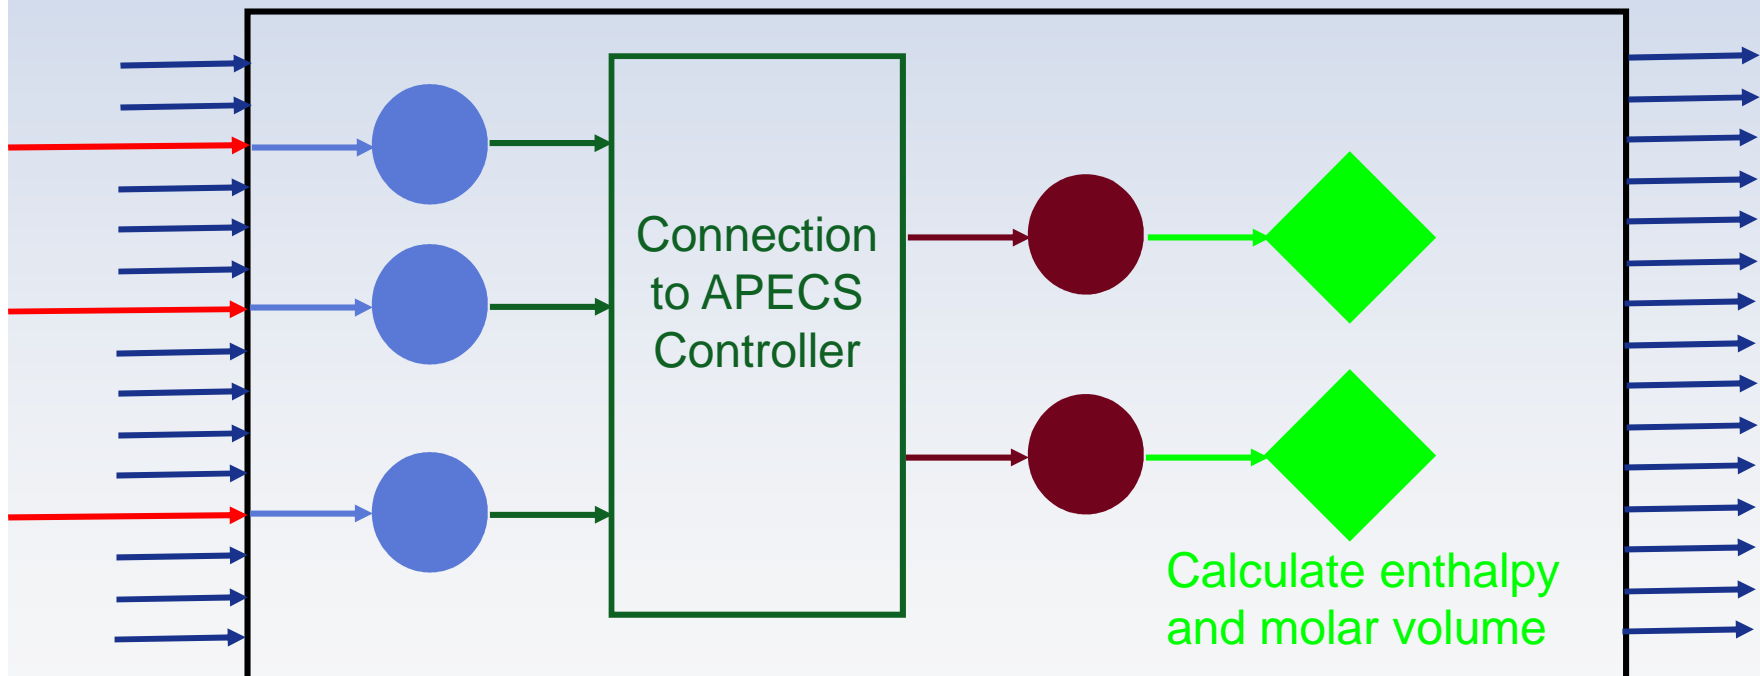 Connection
to APECS
Controller
Calculate enthalpy
and molar volume